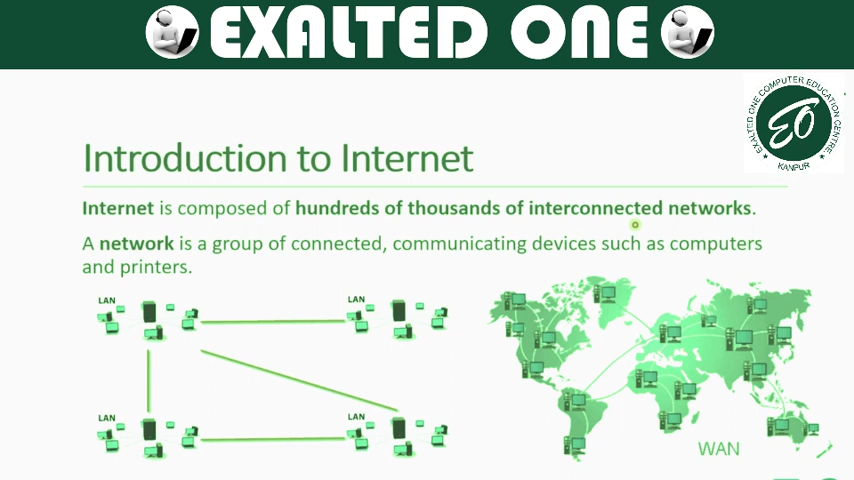 EXALTED ONE
EXALTED ONE COMPUTER EDUCATION CENTRE,
EO
KANPUR
Introduction to Internet
Internet is composed of hundreds of thousands of interconnected networks.
A network is a group of connected, communicating devices such as computers
and printers.
LAN
LAN
LAN
LAN
WAN